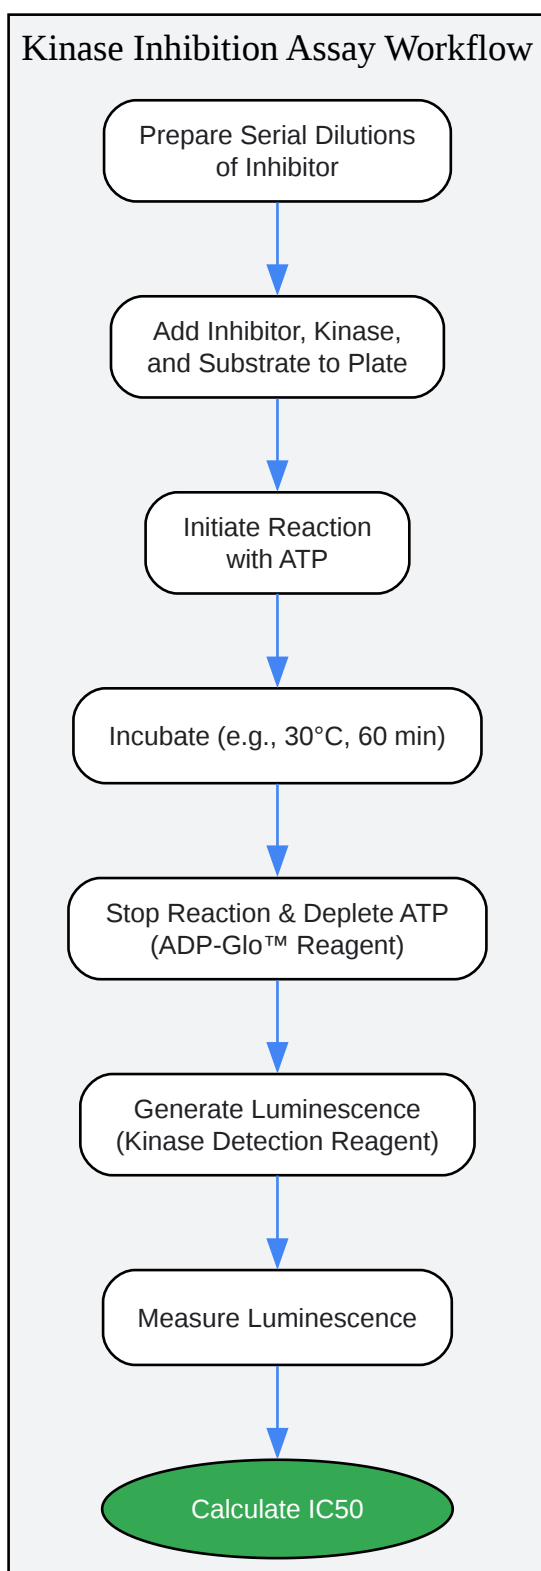 Kinase Inhibition Assay Workflow
Prepare Serial Dilutions
of Inhibitor
Add Inhibitor, Kinase,
and Substrate to Plate
Initiate Reaction
with ATP
Incubate (e.g., 30°C, 60 min)
Stop Reaction & Deplete ATP
(ADP-Glo™ Reagent)
Generate Luminescence
(Kinase Detection Reagent)
Measure Luminescence
Calculate IC50